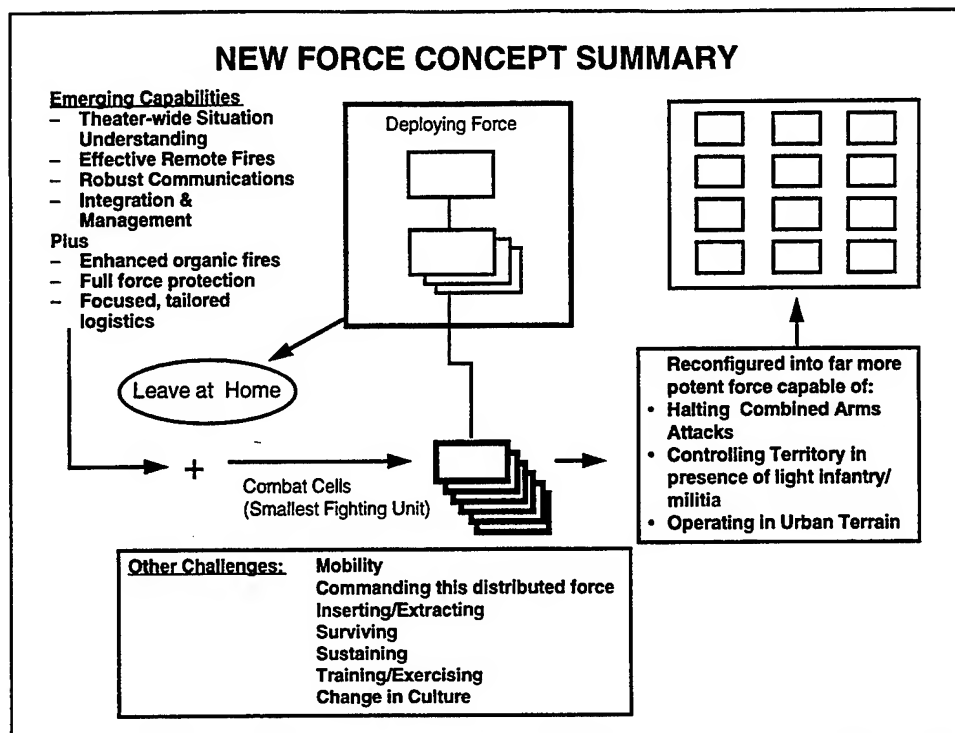 NEW FORCE CONCEPT SUMMARY
Emerging Capabilities
– Theater-wide Situation
Understanding
– Effective Remote Fires
– Robust Communications
– Integration &
Management
Plus
– Enhanced organic fires
– Full force protection
– Focused, tailored
logistics
Deploying Force
Leave at Home
+
Combat Cells
(Smallest Fighting Unit)
Reconfigured into far more
potent force capable of:
• Halting Combined Arms
Attacks
• Controlling Territory in
presence of light infantry/
militia
• Operating in Urban Terrain
Other Challenges: Mobility
Commanding this distributed force
Inserting/Extracting
Surviving
Sustaining
Training/Exercising
Change in Culture